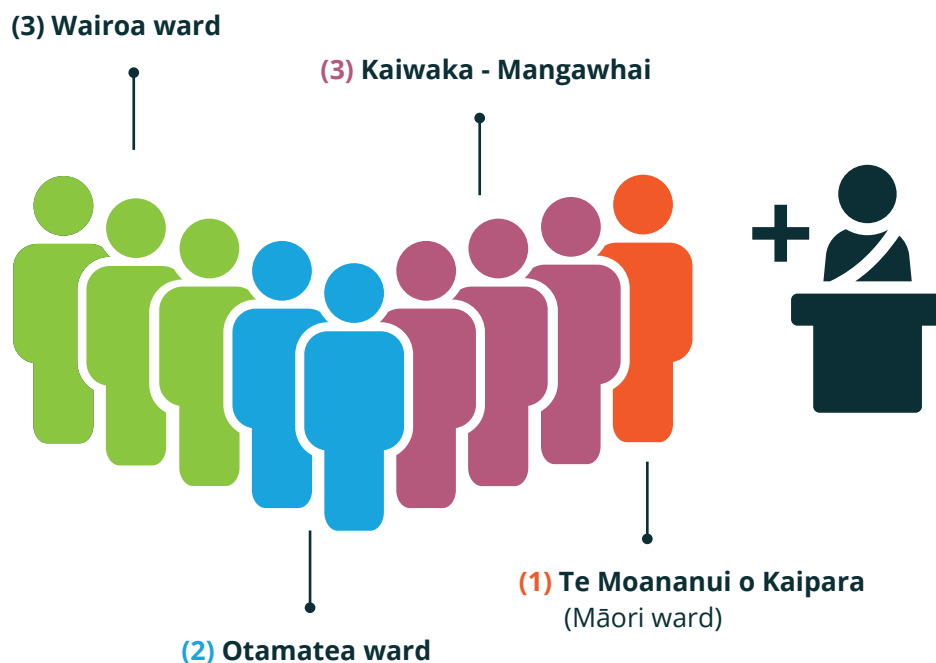 (3) Wairoa ward
(3) Kaiwaka - Mangawhai
(1) Te Moananui o Kaipara
(Māori ward)
(2) Otamatea ward